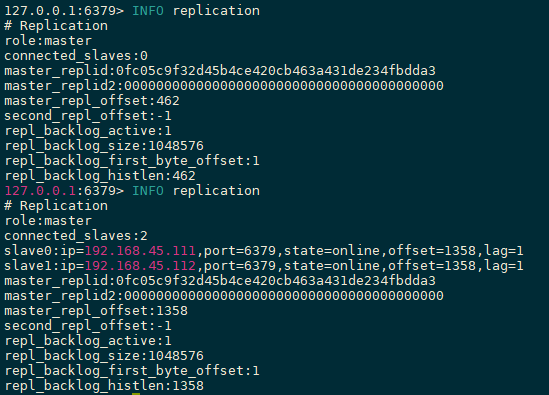 127.0.0.1:6379> INFO replication
# Replication
role:master
connected_slaves:0
master_replid:0fc05c9f32d45b4ce420cb463a431de234fbdda3
master_replid2:0000000000000000000000000000000000000000
master_repl_offset:462
second_repl_offset:-1
repl_backlog_active:1
repl_backlog_size:1048576
repl_backlog_first_byte_offset:1
repl_backlog_histlen:462
127.0.0.1:6379> INFO replication
# Replication
role:master
connected_slaves:2
slave0:ip=192.168.45.111,port=6379,state=online,offset=1358,lag=1
slave1:ip=192.168.45.112,port=6379,state=online,offset=1358,lag=1
master_replid:0fc05c9f32d45b4ce420cb463a431de234fbdda3
master_replid2:0000000000000000000000000000000000000000
master_repl_offset:1358
second_repl_offset:-1
repl_backlog_active:1
repl_backlog_size:1048576
repl_backlog_first_byte_offset:1
repl_backlog_histlen:1358